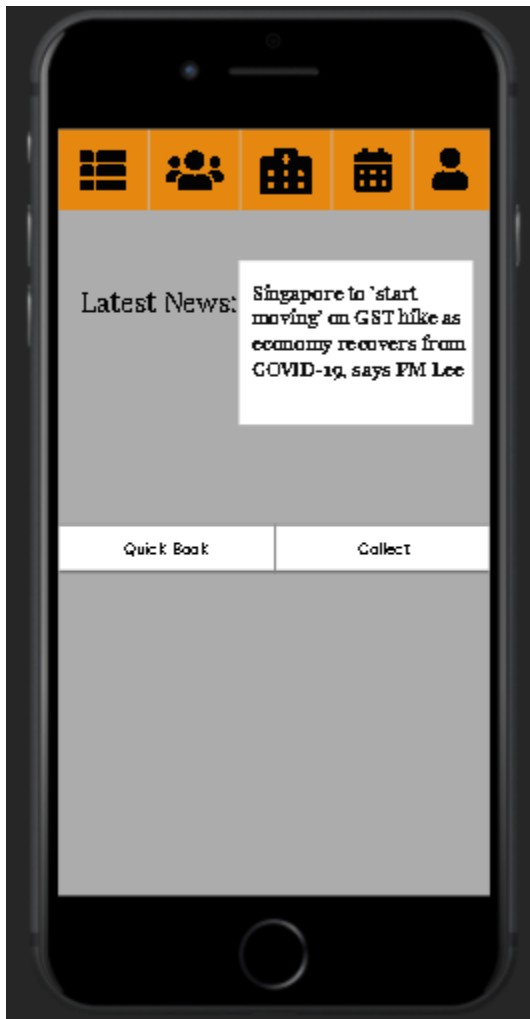 Latest News:
Singapore to 'start
moving' on GST hike as
economy recovers from
COVID-19, says PM Lee
Quick Book
Collect